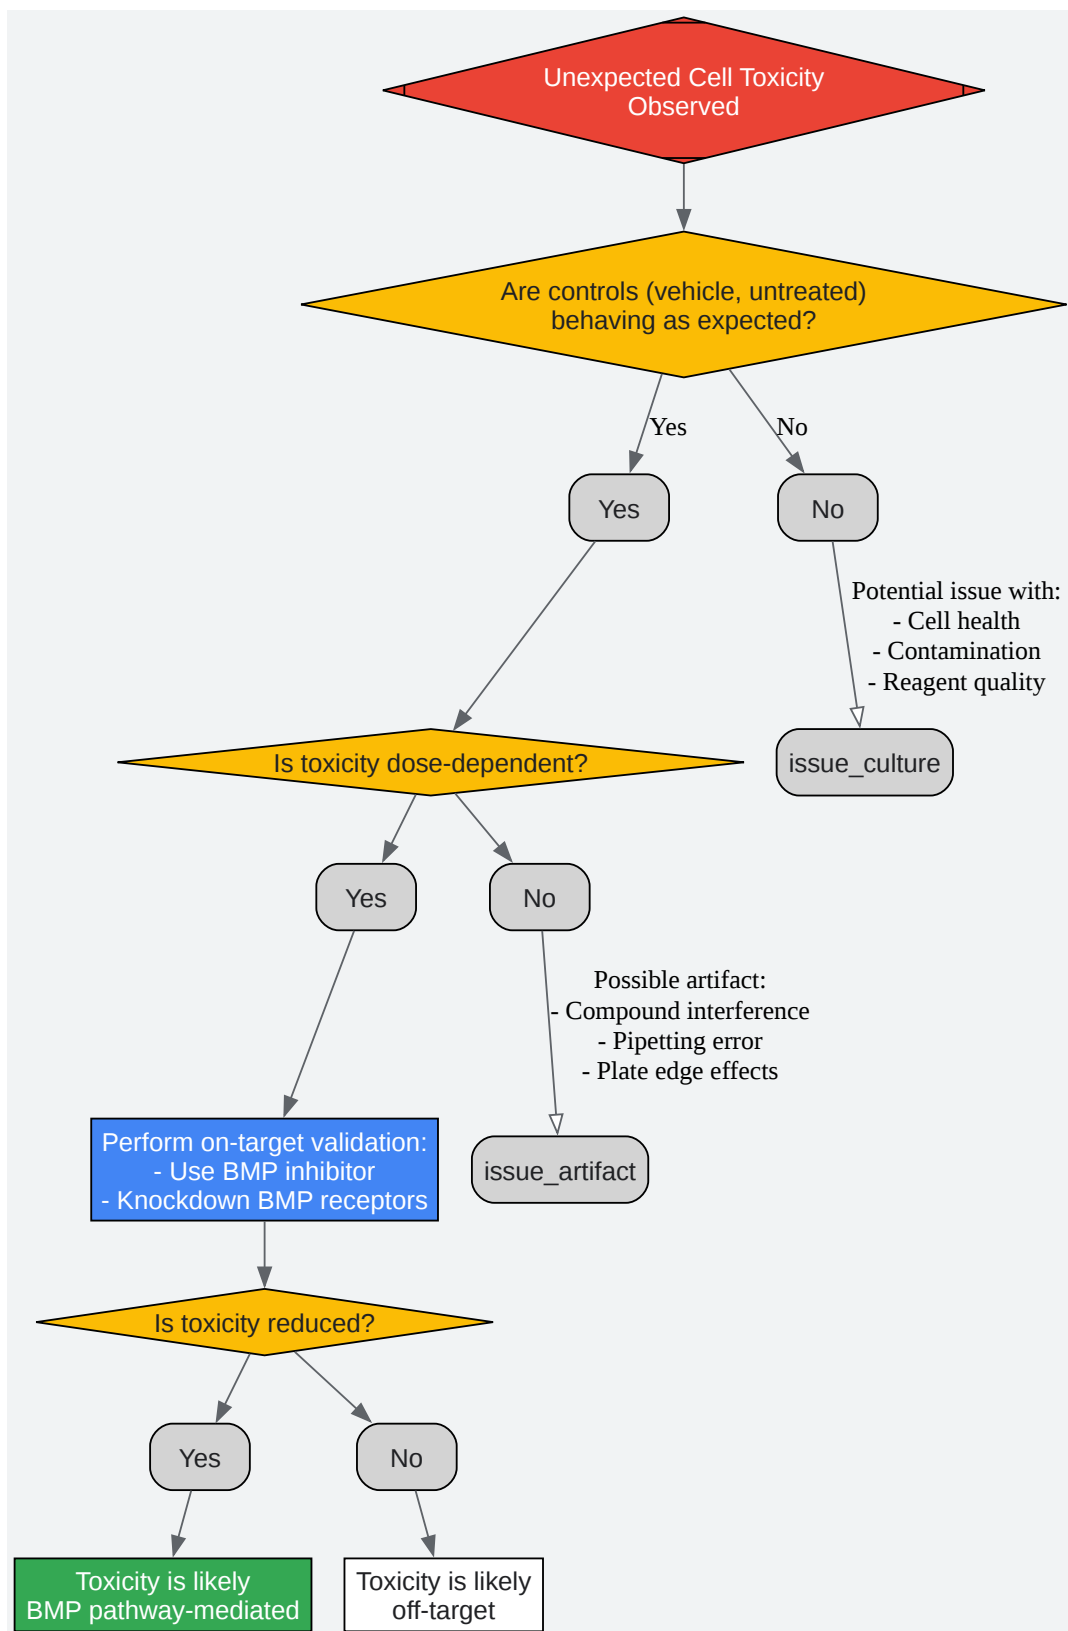 Unexpected Cell Toxicity
Observed
Are controls (vehicle, untreated)
behaving as expected?
Yes
No
Yes
No
Potential issue with:
- Cell health
- Contamination
- Reagent quality
Is toxicity dose-dependent?
issue_culture
Yes
No
Possible artifact:
- Compound interference
- Pipetting error
- Plate edge effects
Perform on-target validation:
- Use BMP inhibitor
- Knockdown BMP receptors
issue_artifact
Is toxicity reduced?
Yes
No
Toxicity is likely
BMP pathway-mediated
Toxicity is likely
off-target